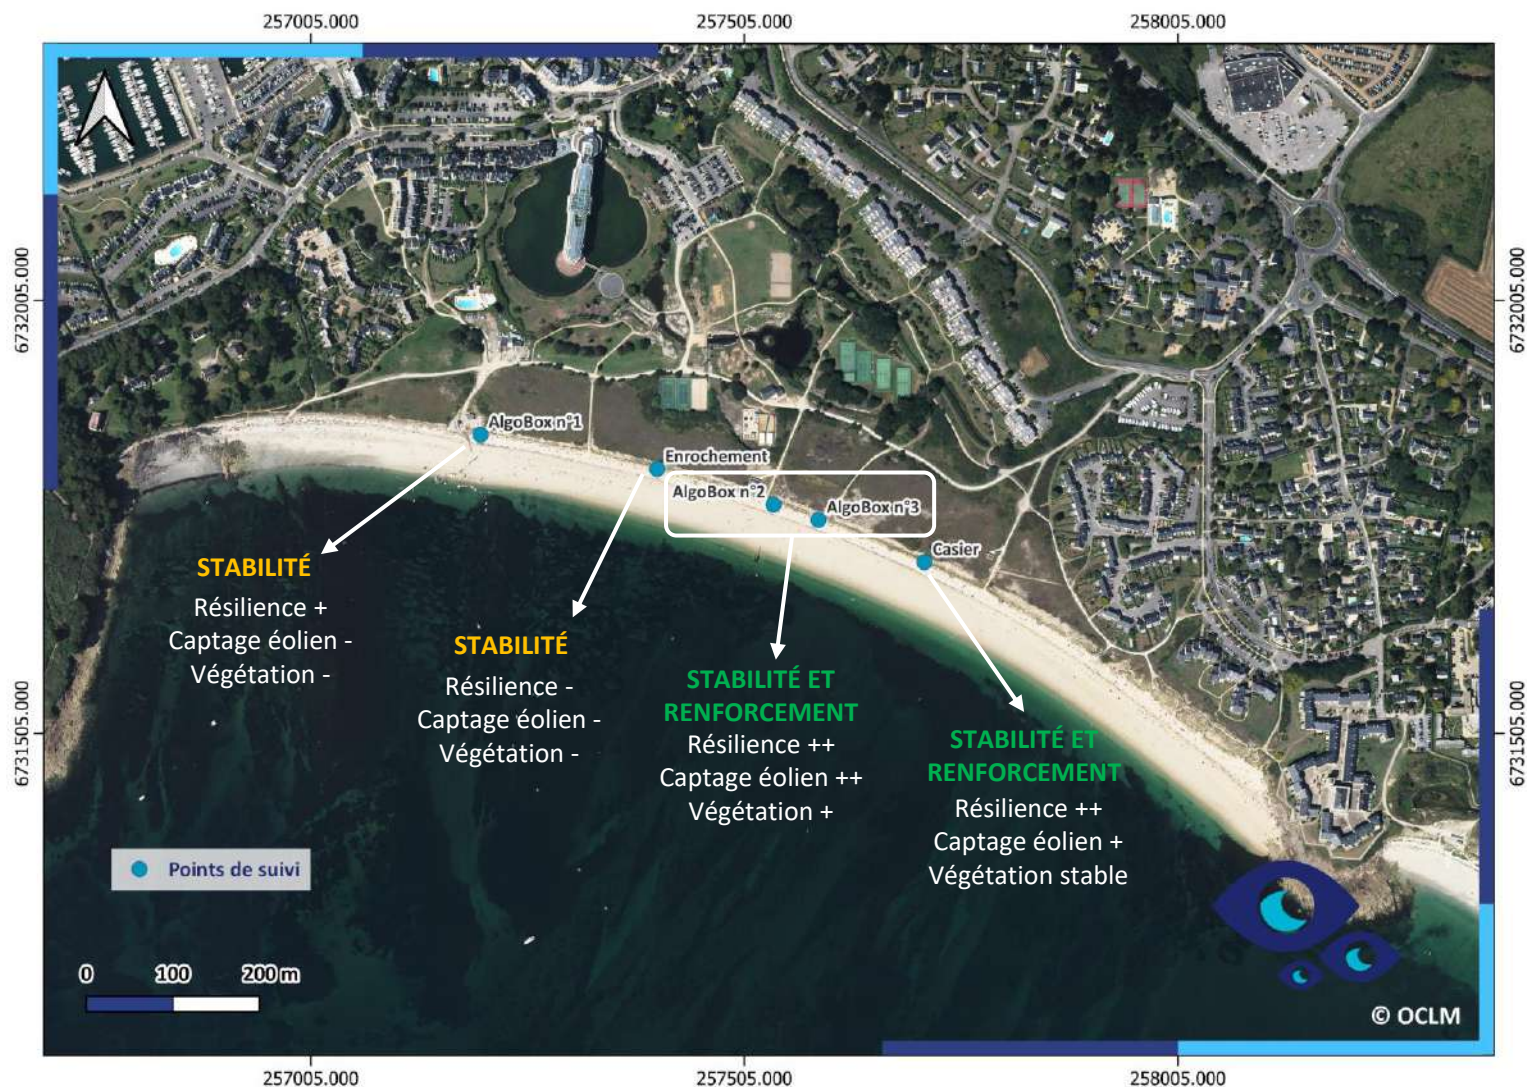 257005.000
257505.000
258005.000
6732005.000
6732005.000
AlgoBox n°1
Enrochement
AlgoBox n°2
AlgoBox n°3
Casier
STABILITÉ
Résilience +
Captage éolien -
Végétation -
STABILITÉ
Résilience -
Captage éolien -
Végétation -
STABILITÉ ET
RENFORCEMENT
Résilience ++
Captage éolien ++
Végétation +
STABILITÉ ET
RENFORCEMENT
Résilience ++
Captage éolien +
Végétation stable
6731505.000
6731505.000
Points de suivi
0 100 200 m
© OCLM
257005.000
257505.000
258005.000